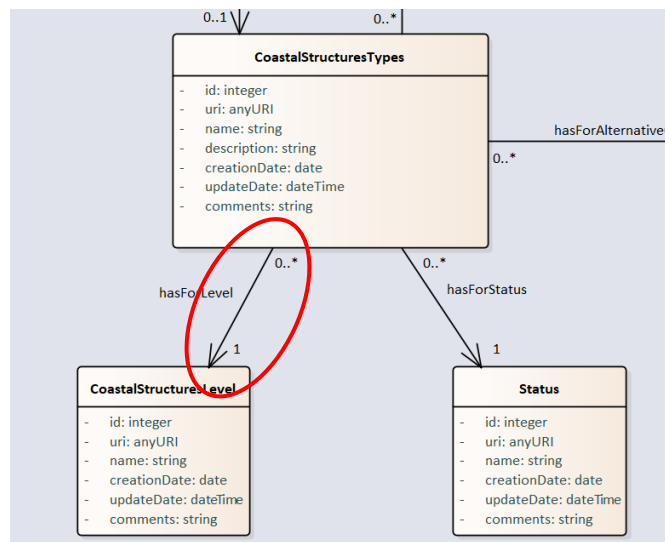 0..1
0..*
CoastalStructuresTypes
- id: integer
- uri: anyURI
- name: string
- description: string
- creationDate: date
- updateDate: dateTime
- comments: string
hasForAlternative
0..*
0..*
0..*
hasForLevel
hasForStatus
1
1
CoastalStructuresLevel
- id: integer
- uri: anyURI
- name: string
- creationDate: date
- updateDate: dateTime
- comments: string
Status
- id: integer
- uri: anyURI
- name: string
- creationDate: date
- updateDate: dateTime
- comments: string